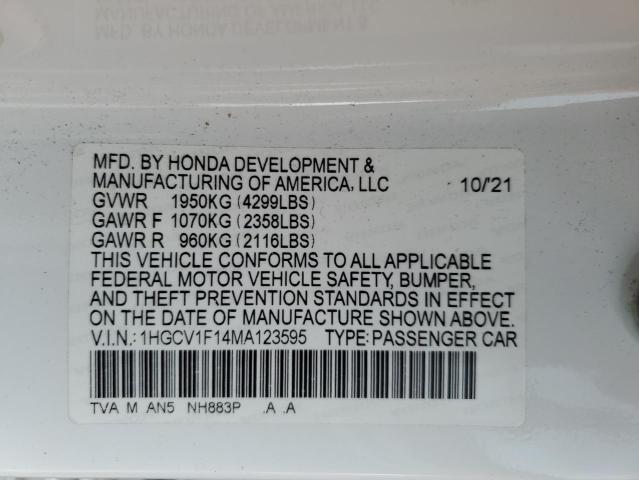 MFD. BY HONDA DEVELOPMENT &
MANUFACTURING OF AMERICA, LLC 10/'21
GVWR 1950KG (4299LBS)
GAWR F 1070KG (2358LBS)
GAWR R 960KG (2116LBS)
THIS VEHICLE CONFORMS TO ALL APPLICABLE
FEDERAL MOTOR VEHICLE SAFETY, BUMPER,
AND THEFT PREVENTION STANDARDS IN EFFECT
ON THE DATE OF MANUFACTURE SHOWN ABOVE.
V.I.N.: 1HGCV1F14MA123595 TYPE: PASSENGER CAR
TVA M AN5 NH883P .A .A